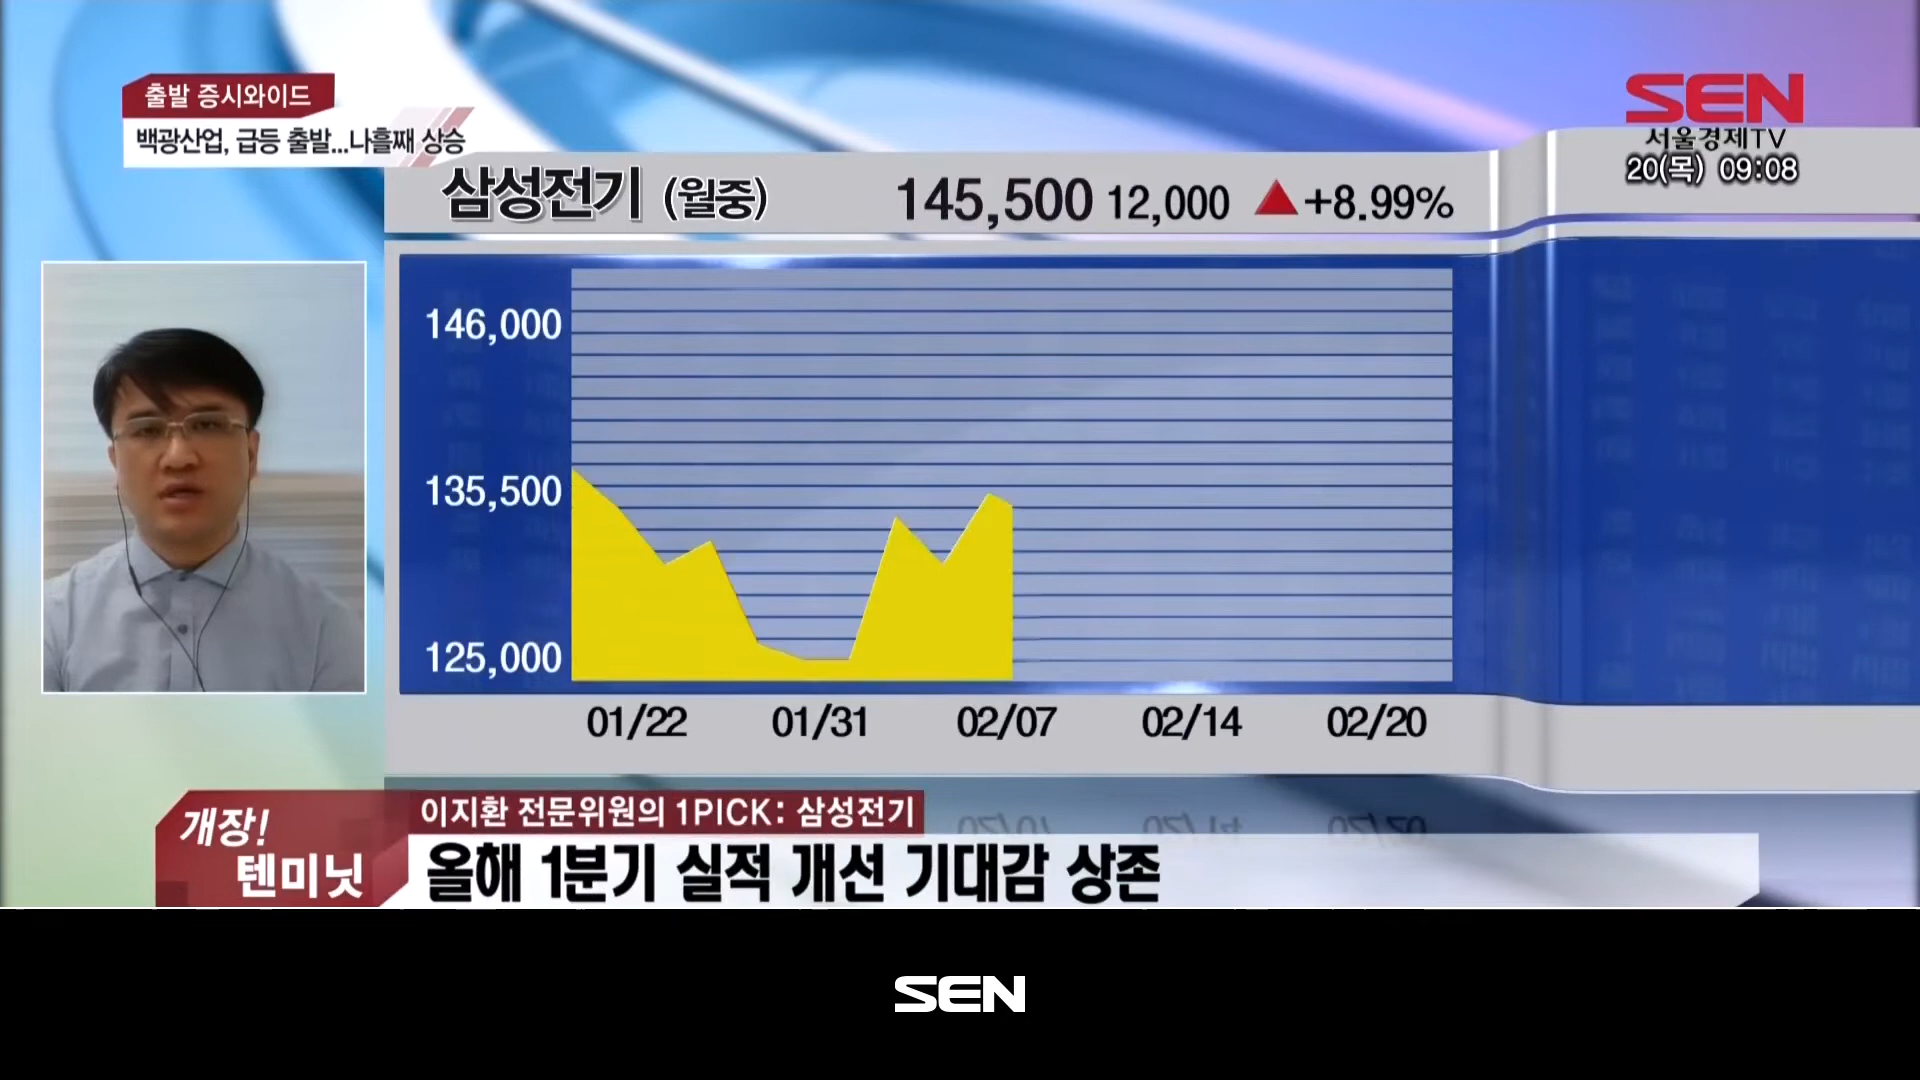 출발 증시와이드
백광산업, 급등 출발...나흘째 상승
SEN
서울경제TV
20(목) 09:08
삼성전기 (월중) 145,500 12,000 ▲+8.99%
146,000
135,500
125,000
01/22 01/31 02/07 02/14 02/20
개장!
텐미닛
이지환 전문위원의 1PICK: 삼성전기
올해 1분기 실적 개선 기대감 상존
SEN